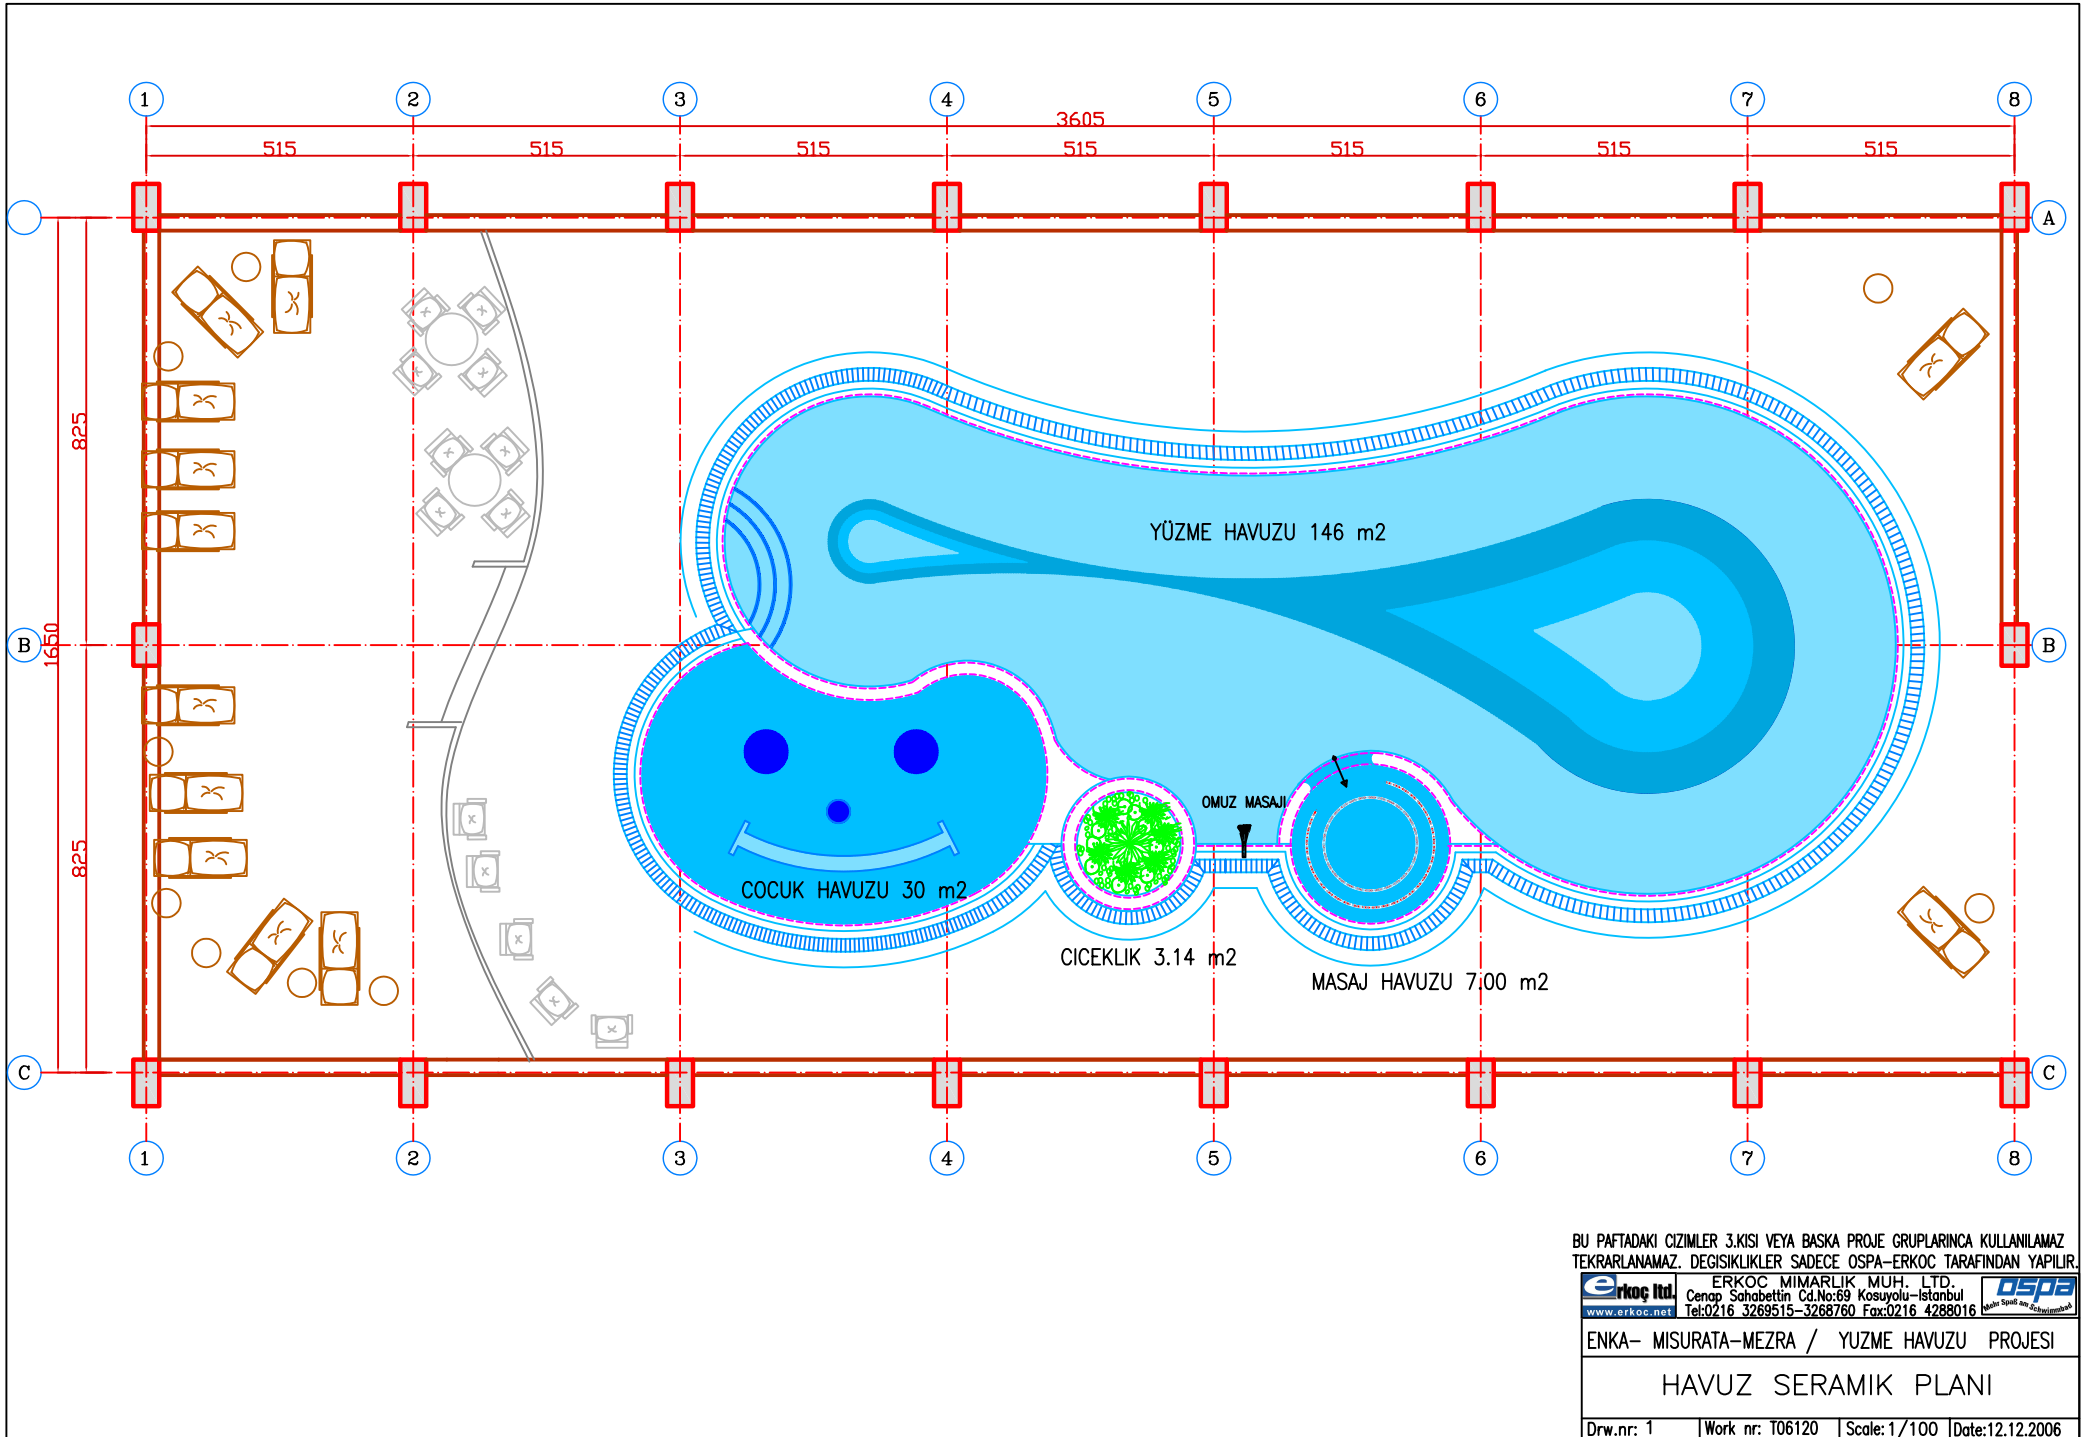 1 2 3 4 5 6 7 8
3605
515 515 515 515 515 515 515
A
825
YÜZME HAVUZU 146 m2
B B
1650
OMUZ MASAJI
825
COCUK HAVUZU 30 m2
CICEKLIK 3.14 m2
MASAJ HAVUZU 7.00 m2
C C
1 2 3 4 5 6 7 8
BU PAFTADAKI CIZIMLER 3.KISI VEYA BASKA PROJE GRUPLARINCA KULLANILAMAZ
TEKRARLANAMAZ. DEGISIKLIKLER SADECE OSPA-ERKOC TARAFINDAN YAPILIR.
erkoç ltd.
www.erkoc.net
ERKOC MIMARLIK MUH. LTD.
Cenap Sahabettin Cd.No:69 Kosuyolu-Istanbul
Tel:0216 3269515-3268760 Fax:0216 4288016
ospa
Mehr Spaß am Schwimmbad
ENKA- MISURATA-MEZRA / YUZME HAVUZU PROJESI
HAVUZ SERAMIK PLANI
Drw.nr: 1 Work nr: T06120 Scale: 1/100 Date:12.12.2006